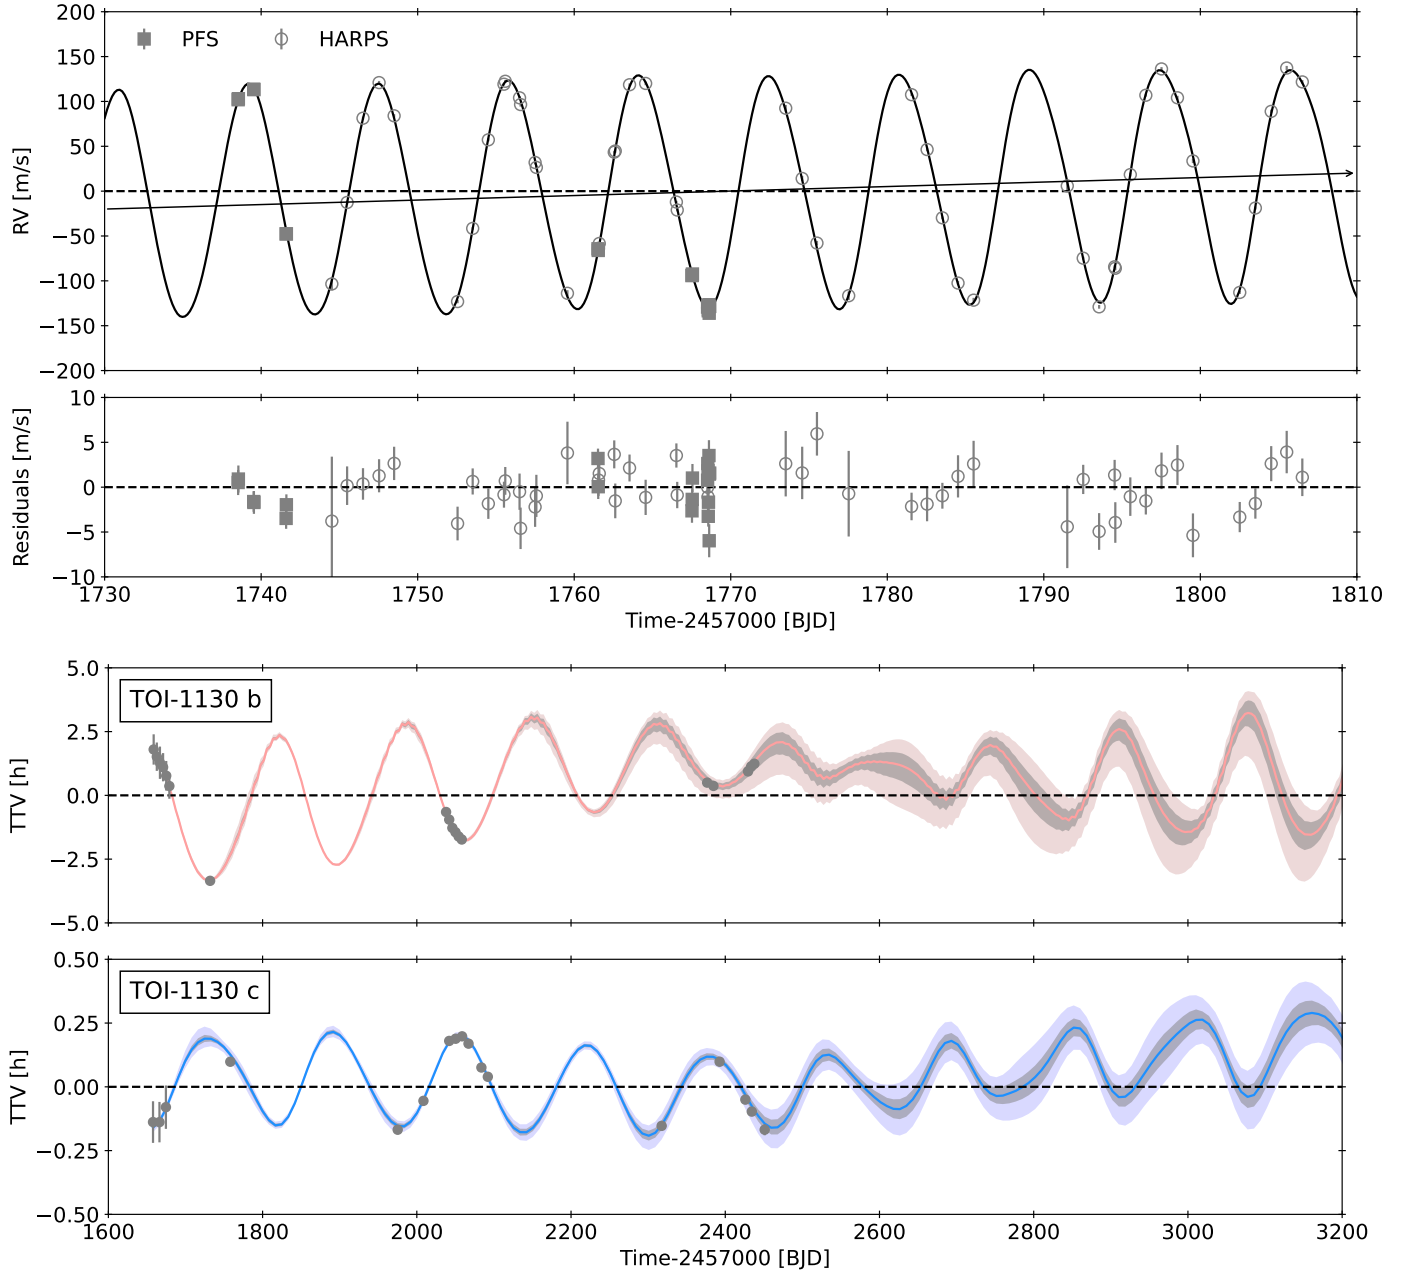 200
150
100
50
0
−50
−100
−150
−200
RV [m/s]
PFS
HARPS
10
5
0
−5
−10
Residuals [m/s]
1730 1740 1750 1760 1770 1780 1790 1800 1810
Time-2457000 [BJD]
5.0
2.5
0.0
−2.5
−5.0
TTV [h]
TOI-1130 b
0.50
0.25
0.00
−0.25
−0.50
TTV [h]
TOI-1130 c
1600 1800 2000 2200 2400 2600 2800 3000 3200
Time-2457000 [BJD]